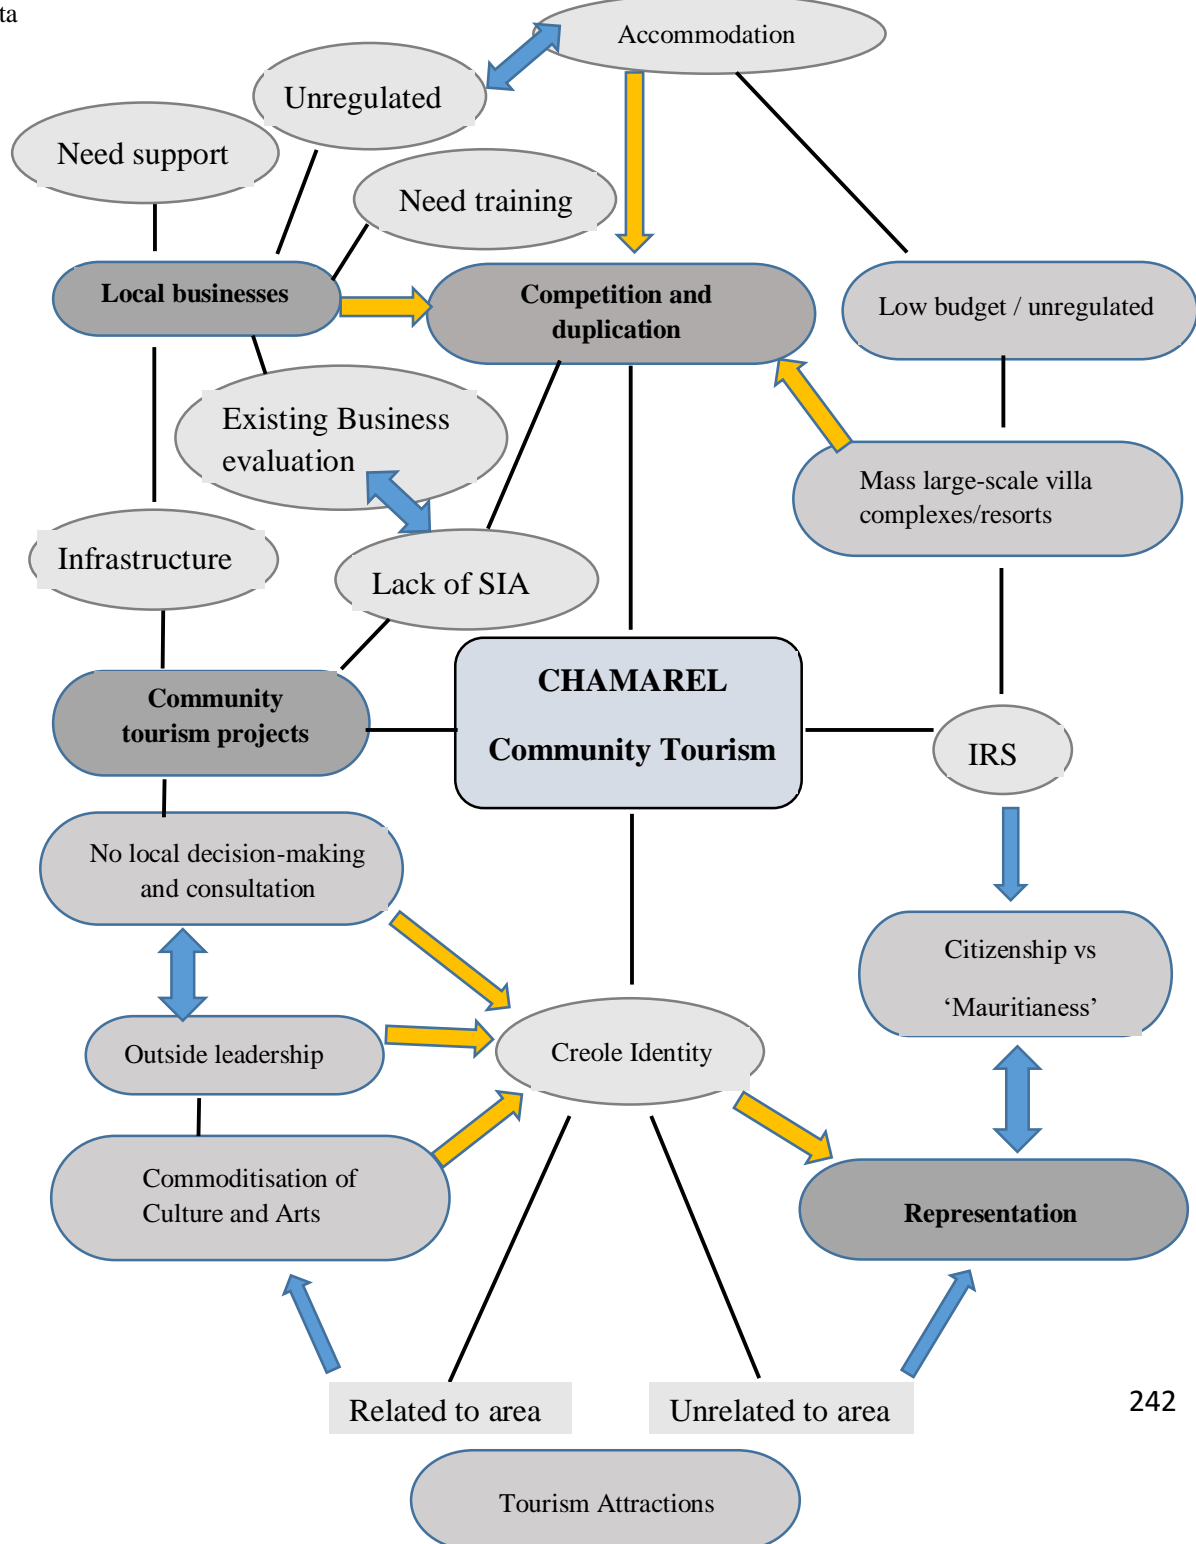 ta
Accommodation
Unregulated
Need support
Need training
Local businesses
Competition and
duplication
Low budget / unregulated
Existing Business
evaluation
Mass large-scale villa
complexes/resorts
Infrastructure
Lack of SIA
CHAMAREL
Community Tourism
Community
tourism projects
IRS
No local decision-making
and consultation
Citizenship vs
‘Mauritianess’
Outside leadership
Creole Identity
Commoditisation of
Culture and Arts
Representation
Related to area
Unrelated to area
242
Tourism Attractions